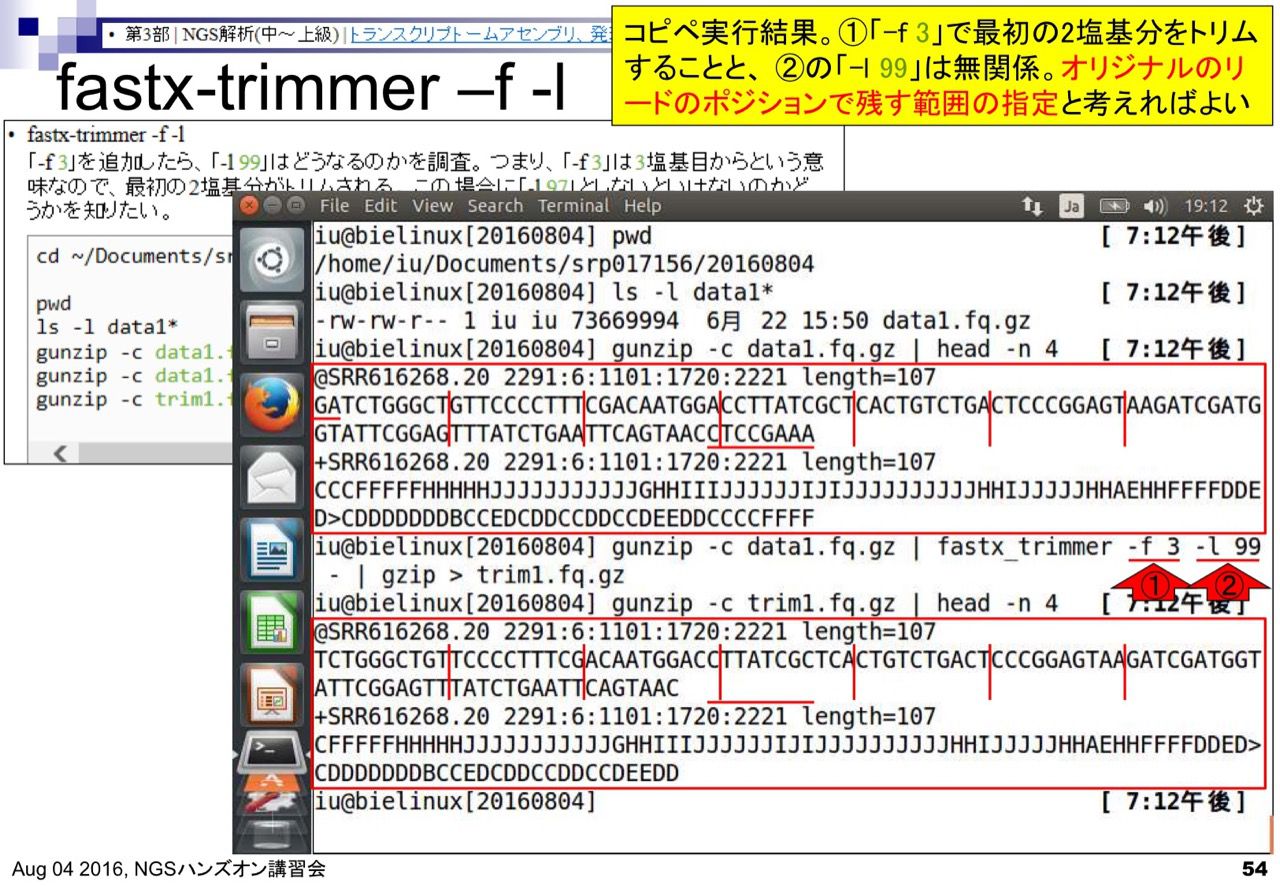 • 第3部 | NGS解析(中～上級) | トランスクリプトームアセンブリ、発
コピペ実行結果。①「-f 3」で最初の2塩基分をトリム
することと、②の「-l 99」は無関係。オリジナルのリ
ードのポジションで残す範囲の指定と考えればよい
fastx-trimmer –f -l
• fastx-trimmer -f -l
「-f 3」を追加したら、「-l 99」はどうなるのかを調査。つまり、「-f 3」は3塩基目からという意
味なので、最初の2塩基分がトリムされる。この場合に「-l 97」としないといけないのかど
うかを知りたい。
cd ~/Documents/sr
pwd
ls -l data1*
gunzip -c data1.f
gunzip -c data1.f
gunzip -c trim1.f
File Edit View Search Terminal Help
Ja
19:12
iu@bielinux[20160804] pwd [ 7:12午後]
/home/iu/Documents/srp017156/20160804
iu@bielinux[20160804] ls -l data1* [ 7:12午後]
-rw-rw-r-- 1 iu iu 73669994 6月 22 15:50 data1.fq.gz
iu@bielinux[20160804] gunzip -c data1.fq.gz | head -n 4 [ 7:12午後]
@SRR616268.20 2291:6:1101:1720:2221 length=107
GATCTGGGCTGTTCCCCTTTCGACAATGGACCTTATCGCTCACTGTCTGACTCCCGGAGTAAGATCGATG
GTATTCGGAGTTTATCTGAATTCAGTAACCTCCGAAA
+SRR616268.20 2291:6:1101:1720:2221 length=107
CCCFFFFFHHHHHJJJJJJJJJJJGHHIIIJJJJJJIJIJJJJJJJJJJHHIJJJJJHHAEHHFFFFDDE
D>CDDDDDDDBCCEDCDDCCDDCCDEEDDCCCCFFFF
iu@bielinux[20160804] gunzip -c data1.fq.gz | fastx_trimmer -f 3 -l 99
- | gzip > trim1.fq.gz
① ②
iu@bielinux[20160804] gunzip -c trim1.fq.gz | head -n 4 [ 7:12午後]
@SRR616268.20 2291:6:1101:1720:2221 length=107
TCTGGGCTGTTCCCCTTTCGACAATGGACCTTATCGCTCACTGTCTGACTCCCGGAGTAAGATCGATGGT
ATTCGGAGTTTATCTGAATTCAGTAAC
+SRR616268.20 2291:6:1101:1720:2221 length=107
CFFFFFHHHHHJJJJJJJJJJJGHHIIIJJJJJJIJIJJJJJJJJJJHHIJJJJJHHAEHHFFFFDDED>
CDDDDDDDBCCEDCDDCCDDCCDEEDD
iu@bielinux[20160804] [ 7:12午後]
Aug 04 2016, NGSハンズオン講習会
54